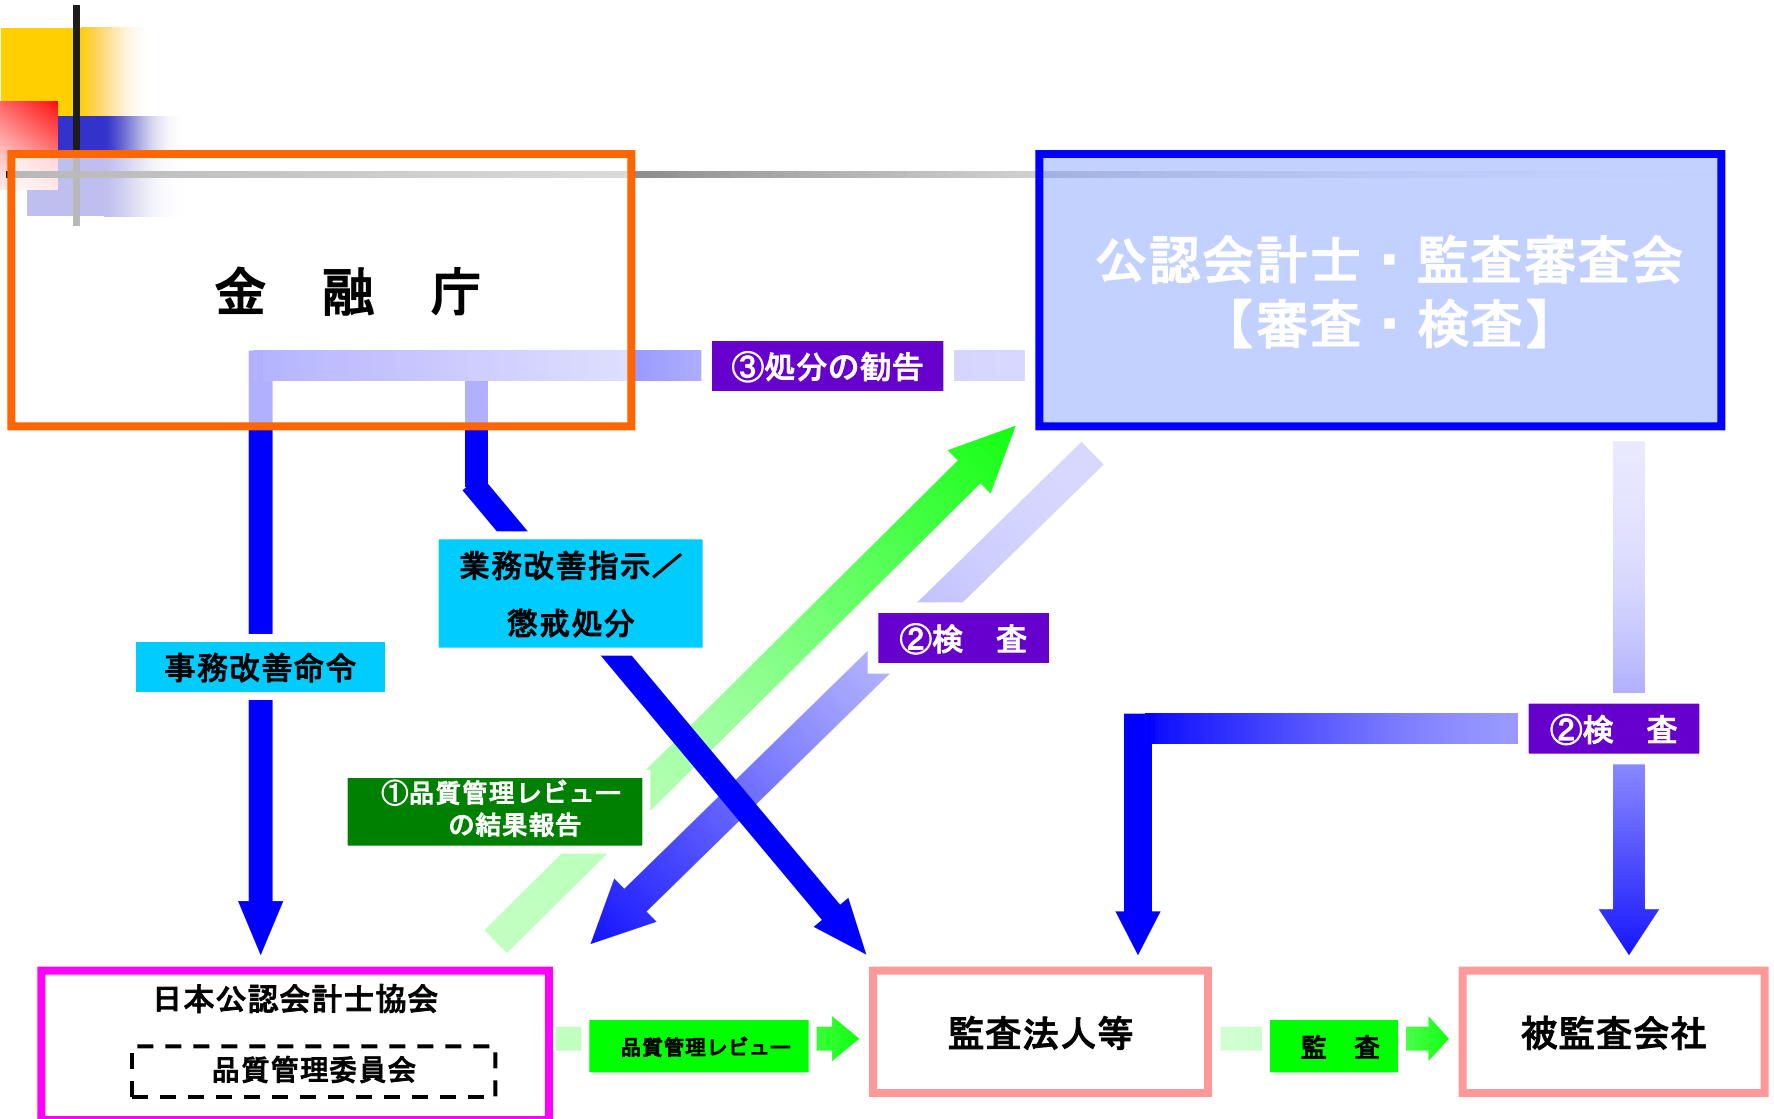 金　融　庁
公認会計士・監査審査会
【審査・検査】
③処分の勧告
業務改善指示／
懲戒処分
②検　査
事務改善命令
②検　査
①品質管理レビュー
の結果報告
日本公認会計士協会
品質管理委員会
品質管理レビュー
監査法人等
監　査
被監査会社